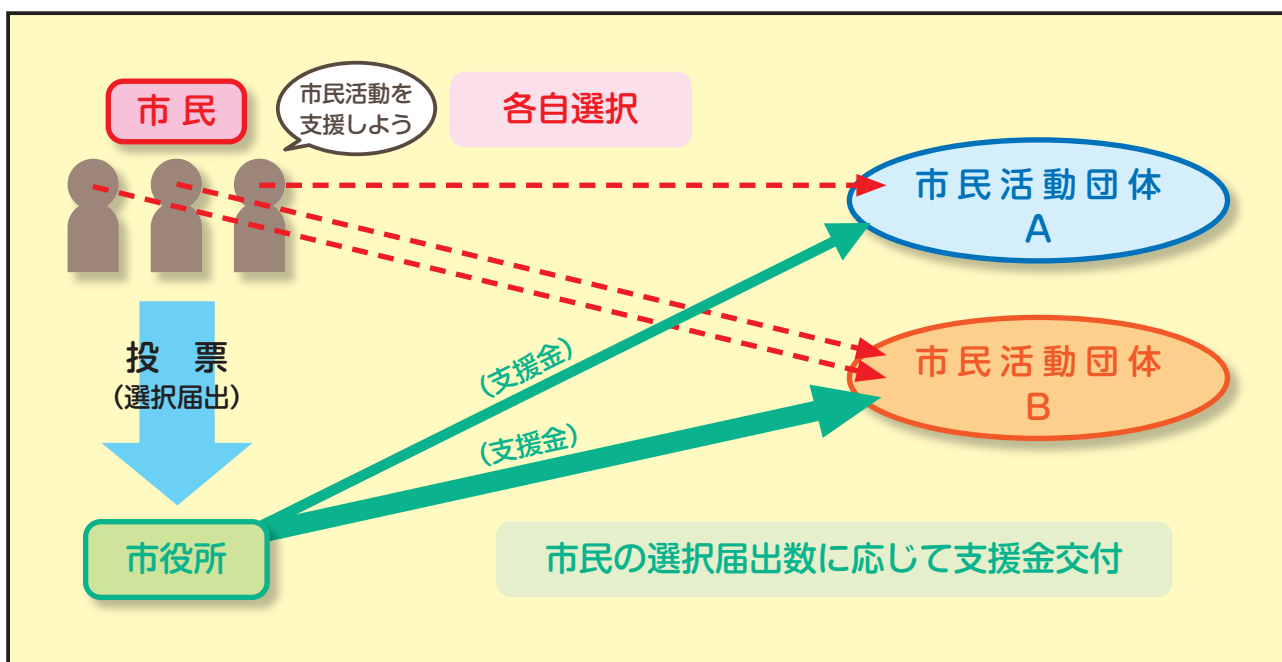 市 民
市民活動を
支援しよう
各自選択
市民活動団体
A
投 票
(選択届出)
(支援金)
市民活動団体
B
(支援金)
市役所
市民の選択届出数に応じて支援金交付